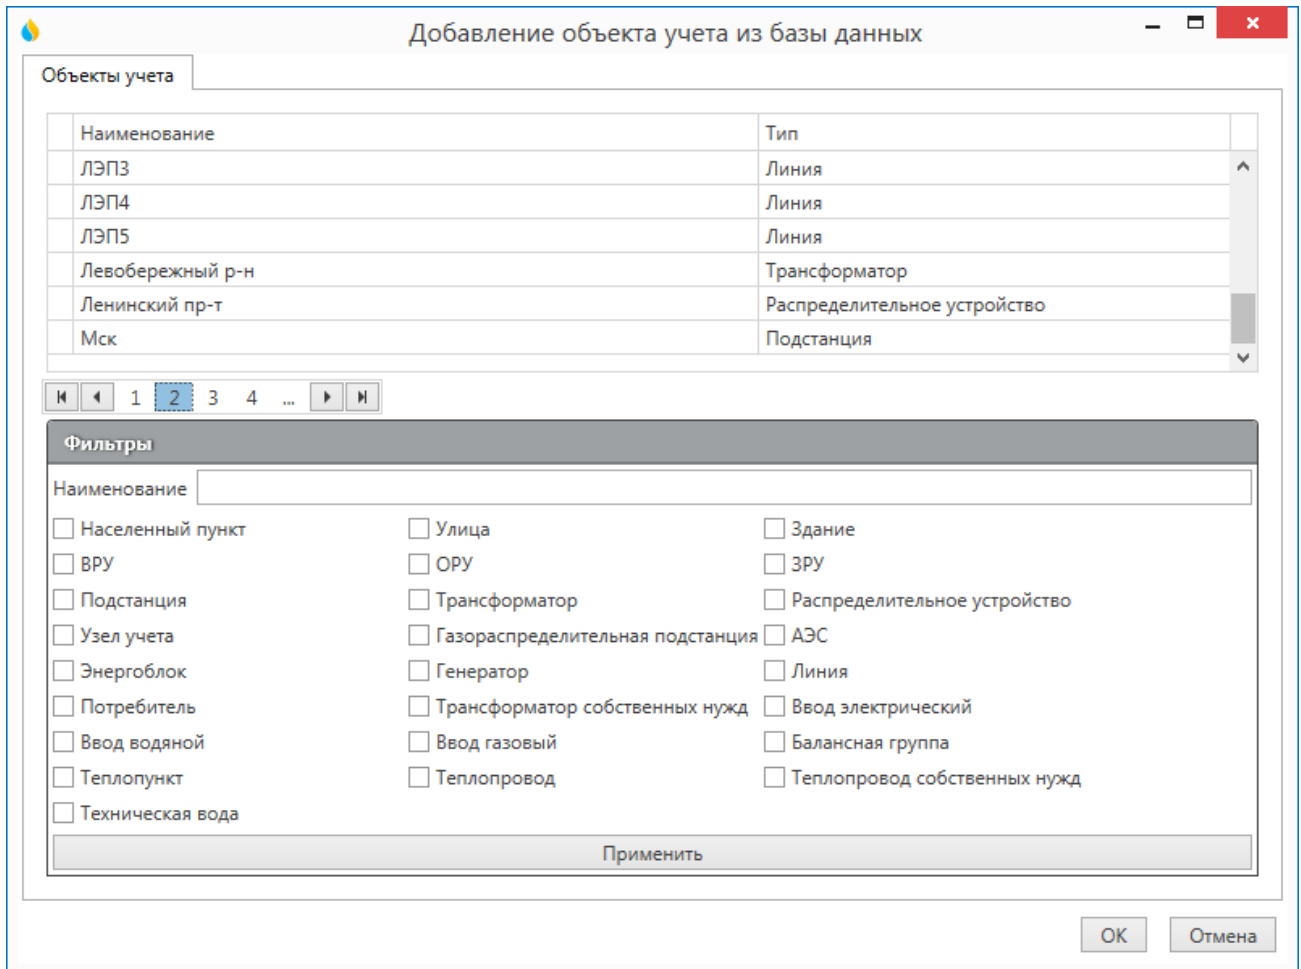 Добавление объекта учета из базы данных
Объекты учета
Наименование Тип
ЛЭП3 Линия
ЛЭП4 Линия
ЛЭП5 Линия
Левобережный р-н Трансформатор
Ленинский пр-т Распределительное устройство
Мск Подстанция
1 2 3 4 ...
Фильтры
Наименование
Населенный пункт Улица Здание
ВРУ ОРУ ЗРУ
Подстанция Трансформатор Распределительное устройство
Узел учета Газораспределительная подстанция АЭС
Энергоблок Генератор Линия
Потребитель Трансформатор собственных нужд Ввод электрический
Ввод водяной Ввод газовый Балансная группа
Теплопункт Теплопровод Теплопровод собственных нужд
Техническая вода
Применить
ОК Отмена